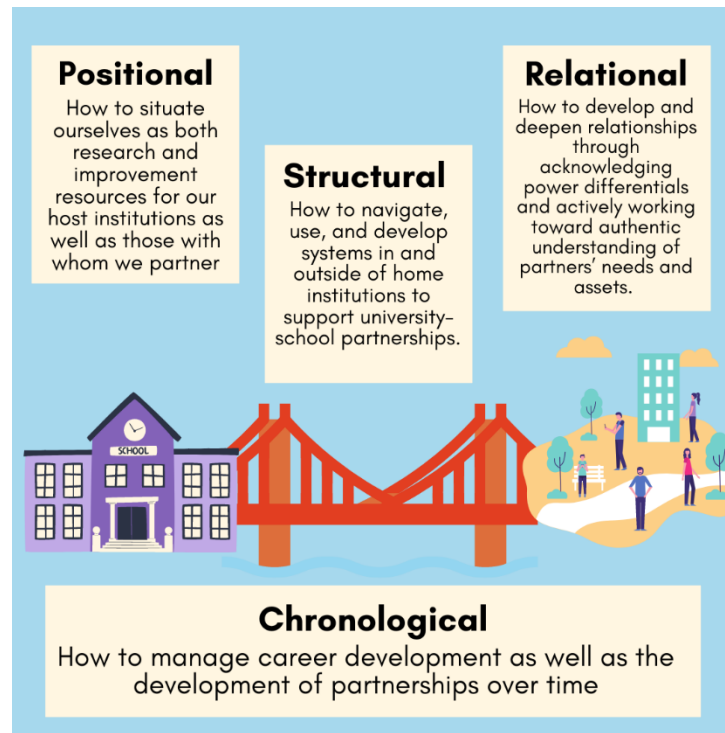 Positional
How to situate
ourselves as both
research and
improvement
resources for our
host institutions as
well as those with
whom we partner
Structural
How to navigate,
use, and develop
systems in and
outside of home
institutions to
support university-
school partnerships.
Relational
How to develop and
deepen relationships
through
acknowledging
power differentials
and actively working
toward authentic
understanding of
partners' needs and
assets.
SCHOOL
Chronological
How to manage career development as well as the
development of partnerships over time